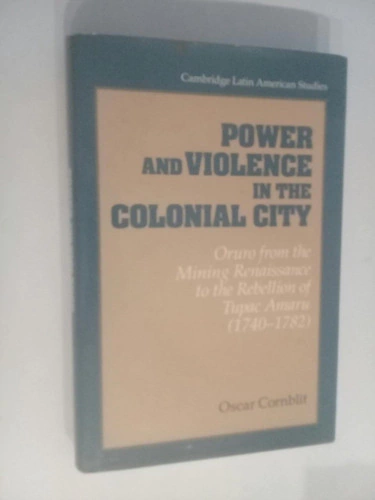 Cambridge Latin American Studies
POWER
AND VIOLENCE
IN THE
COLONIAL CITY
Oruro from the
Mining Renaissance
to the Rebellion of
Tupac Amaru
(1740–1782)
Oscar Cornblit